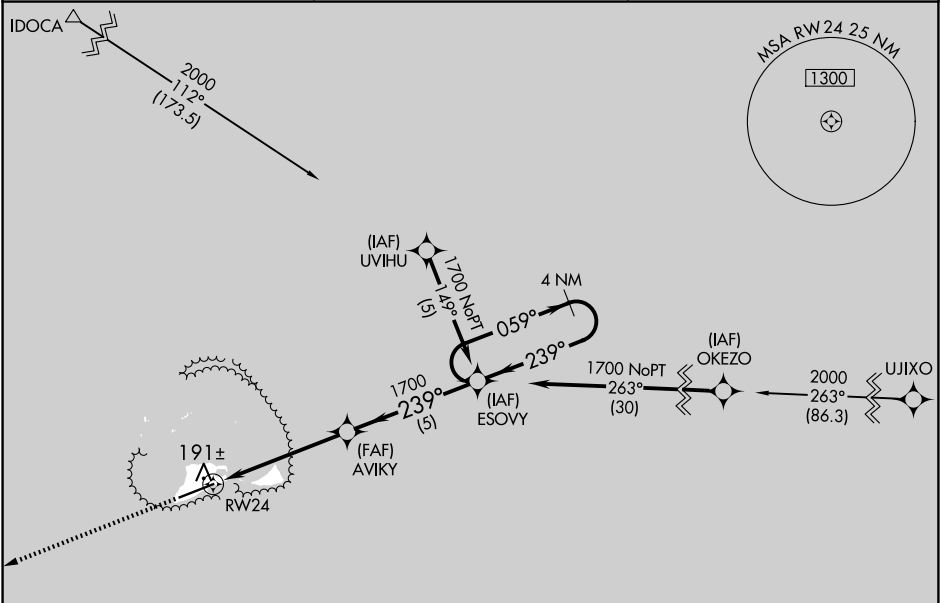 IDOCA
2000
112°
(173.5)
MSA RW24 25 NM
1300
(IAF)
UVIHU
1700 NoPT
149°
(5)
4 NM
059°
239°
(IAF)
OKEZO
1700 NoPT
263°
(30)
UJIXO
2000
263°
(86.3)
(IAF)
ESOVY
1700
239°
(5)
(FAF)
AVIKY
191±
RW24